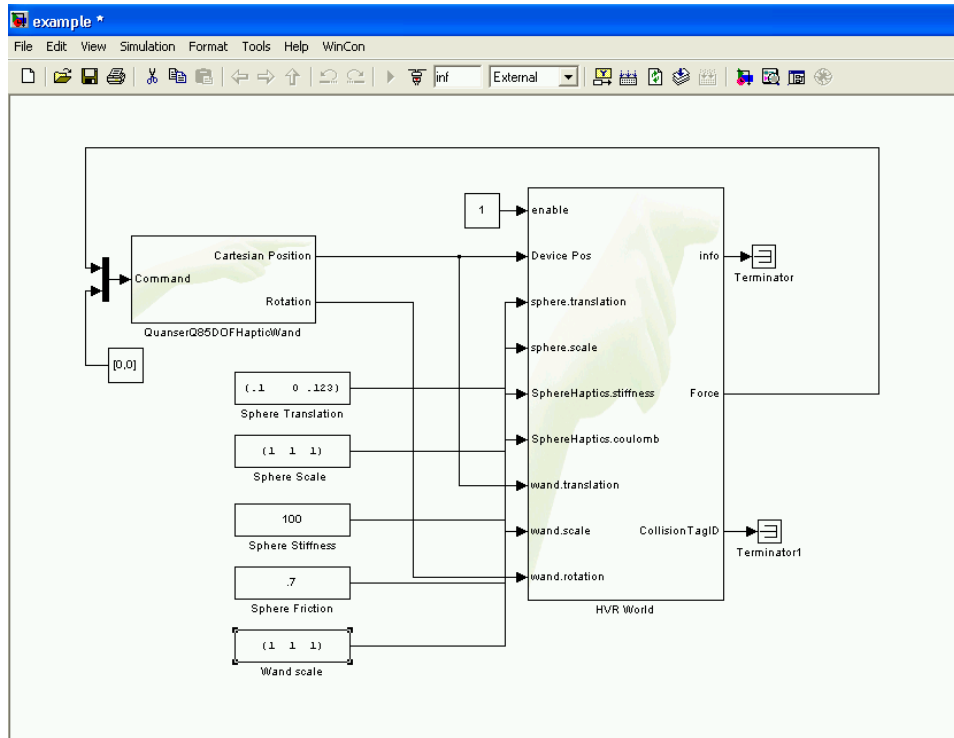 example *
File Edit View Simulation Format Tools Help WinCon
inf External
1
enable
Cartesian Position
Device Pos
info
Command
Terminator
Rotation
sphere.translation
QuanserQ85DOFHapticWand
sphere.scale
[0,0]
(.1 0 .123)
SphereHaptics.stiffness
Force
Sphere Translation
(1 1 1)
SphereHaptics.coulomb
Sphere Scale
wand.translation
100
wand.scale
CollisionTagID
Sphere Stiffness
Terminator1
.7
wand.rotation
Sphere Friction
HVR World
(1 1 1)
Wand scale